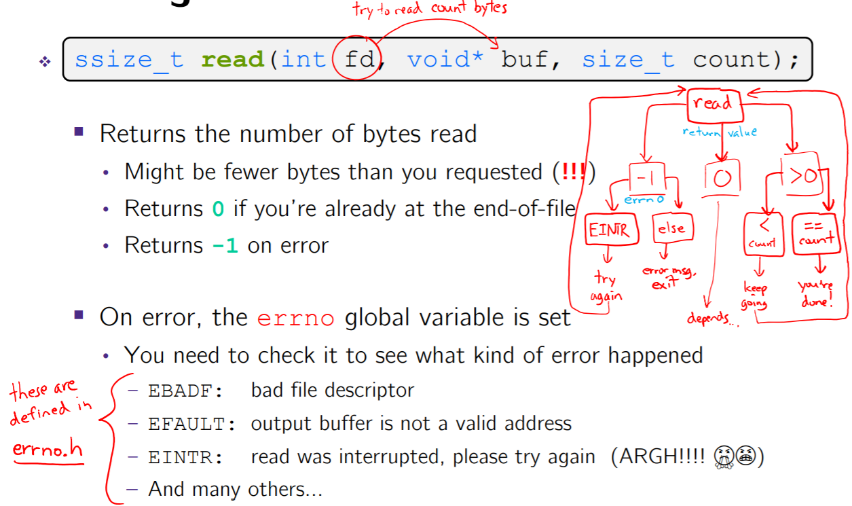 try to read count bytes
❖ ssize_t read(int fd, void* buf, size_t count);
■ Returns the number of bytes read
• Might be fewer bytes than you requested (!!!)
• Returns 0 if you're already at the end-of-file
• Returns -1 on error
■ On error, the errno global variable is set
• You need to check it to see what kind of error happened
– EBADF: bad file descriptor
– EFAULT: output buffer is not a valid address
– EINTR: read was interrupted, please try again (ARGH!!!! 😤😭)
– And many others...
these are
defined in
errno.h
read
return value
-1 0 >0
errno
EINTR else < count == count
try again
error msg, exit
depends...
keep going
you're done!